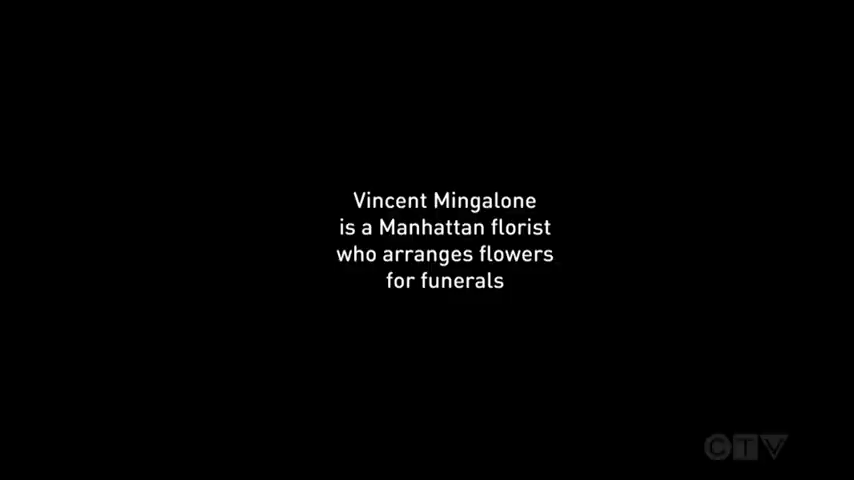 Vincent Mingalone
is a Manhattan florist
who arranges flowers
for funerals
CTV